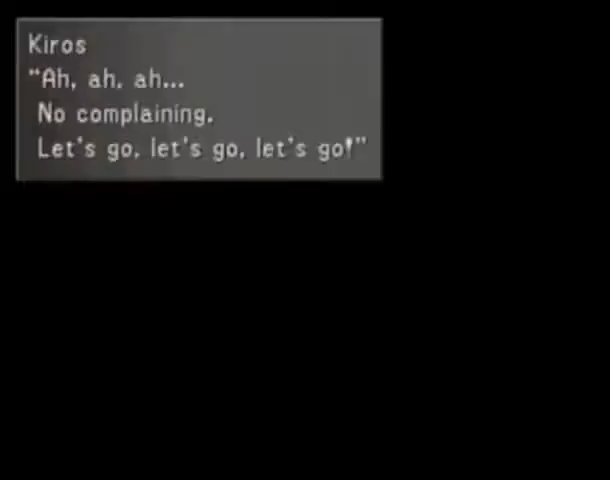 Kiros
“Ah, ah, ah...
No complaining.
Let's go, let's go, let's go!”